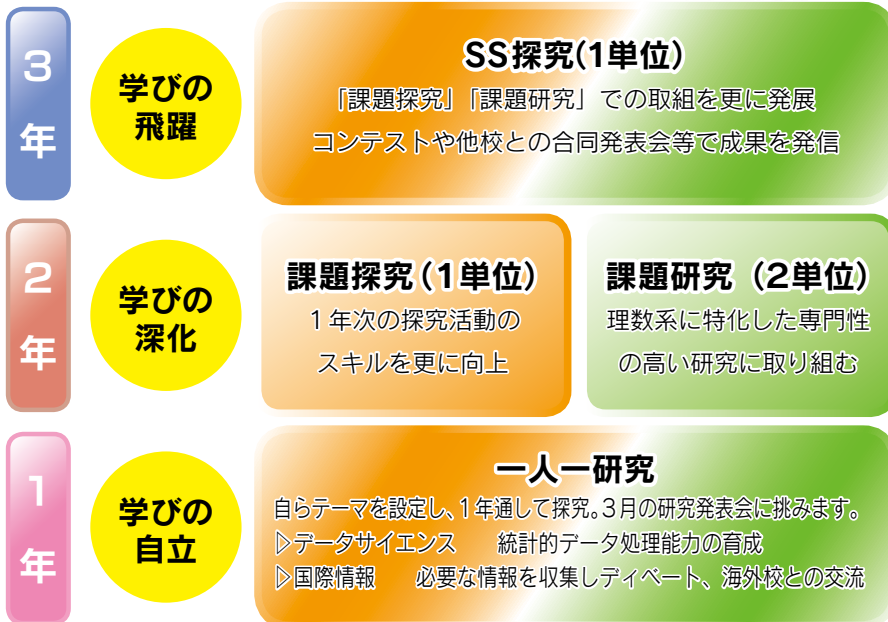 3年
学びの
飛躍
SS探究(1単位)
「課題探究」「課題研究」での取組を更に発展
コンテストや他校との合同発表会等で成果を発信
2年
学びの
深化
課題探究(1単位)
1年次の探究活動の
スキルを更に向上
課題研究(2単位)
理数系に特化した専門性
の高い研究に取り組む
1年
学びの
自立
一人一研究
自らテーマを設定し、1年通して探究。3月の研究発表会に挑みます。
▷データサイエンス 統計的データ処理能力の育成
▷国際情報 必要な情報を収集しディベート、海外校との交流